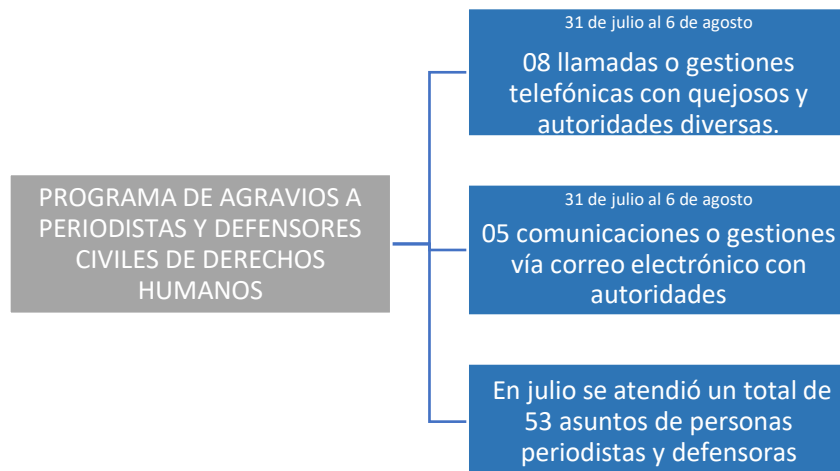 PROGRAMA DE AGRAVIOS A
PERIODISTAS Y DEFENSORES
CIVILES DE DERECHOS
HUMANOS
31 de julio al 6 de agosto
08 llamadas o gestiones
telefónicas con quejosos y
autoridades diversas.
31 de julio al 6 de agosto
05 comunicaciones o gestiones
vía correo electrónico con
autoridades
En julio se atendió un total de
53 asuntos de personas
periodistas y defensoras